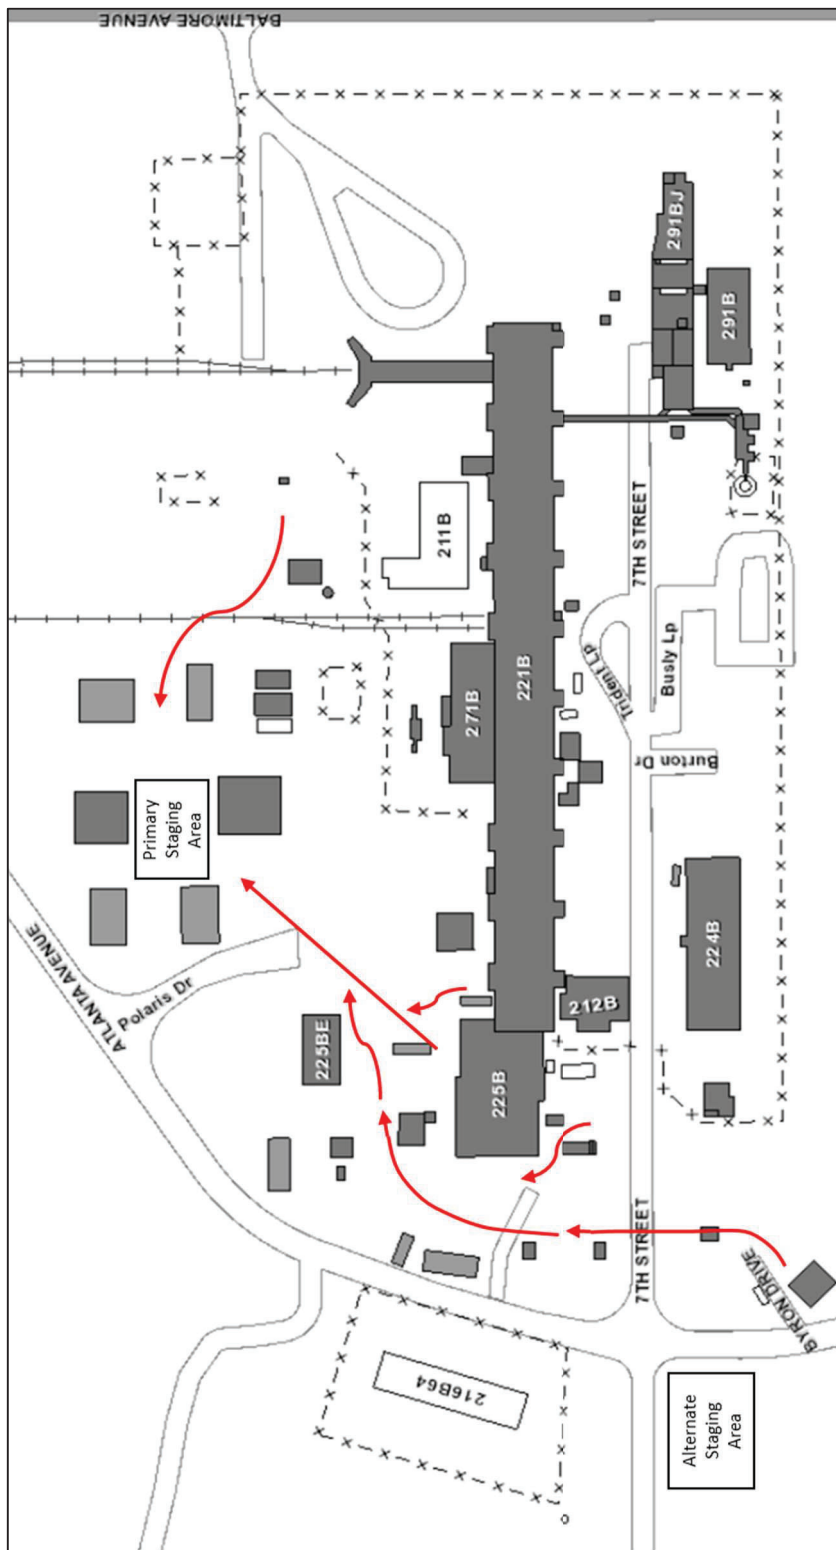 BALTIMORE AVENUE
291BJ
291B
211B
7TH STREET
221B
271B
Trident Lp
Busly Lp
Burton Dr
Primary
Staging
Area
ATLANTA AVENUE
Polaris Dr
224B
212B
225BE
225B
7TH STREET
BYRON DRIVE
216B64
Alternate
Staging
Area